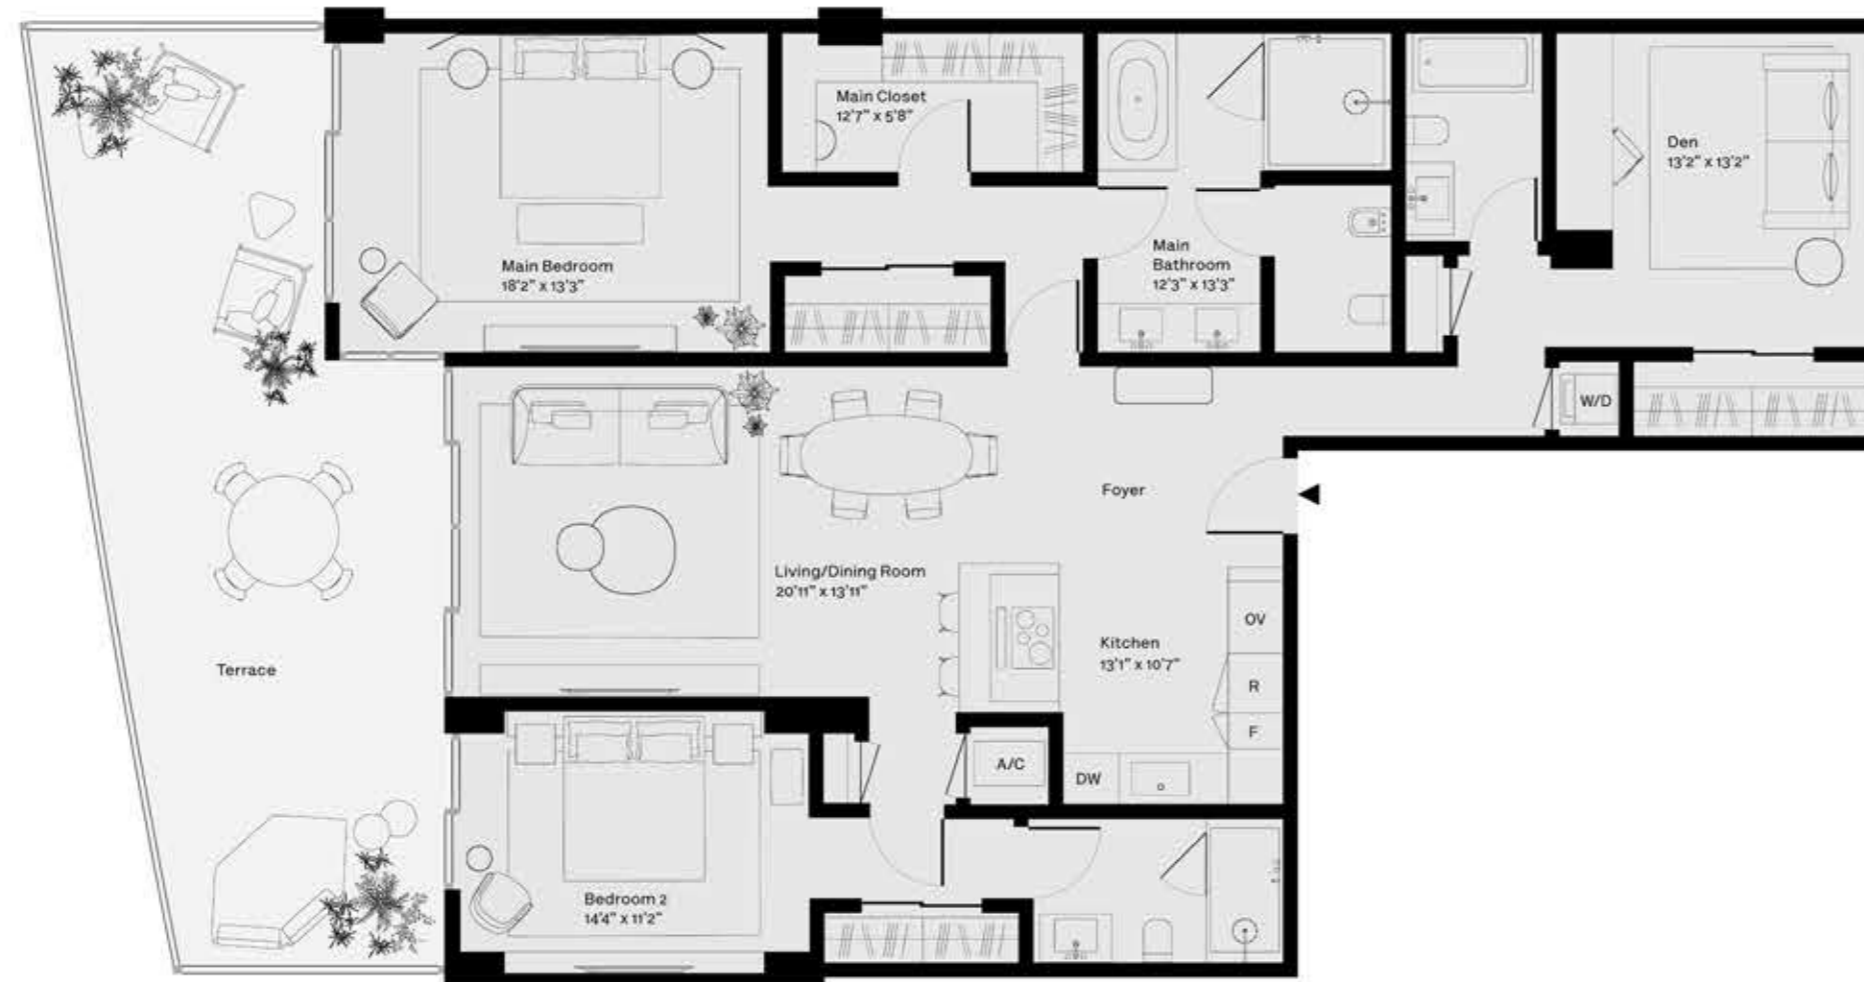 Main Closet
12'7" x 5'8"
Den
13'2" x 13'2"
Main Bedroom
18'2" x 13'3"
Main
Bathroom
12'3" x 13'3"
W/D
Foyer
Living/Dining Room
20'11" x 13'11"
OV
Kitchen
13'1" x 10'7"
Terrace
R
F
A/C
DW
Bedroom 2
14'4" x 11'2"